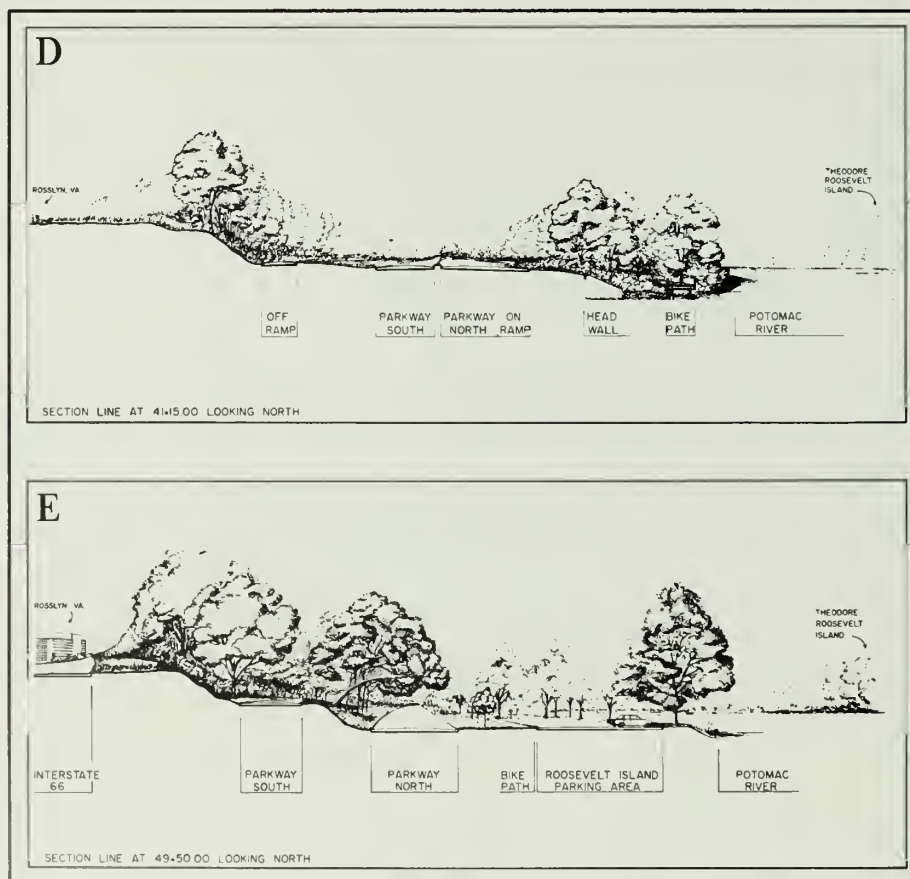 D
ROSSLYN, VA.
THEODORE
ROOSEVELT
ISLAND
OFF
RAMP
PARKWAY
SOUTH
PARKWAY ON
NORTH RAMP
HEAD
WALL
BIKE
PATH
POTOMAC
RIVER
SECTION LINE AT 41+15.00 LOOKING NORTH
E
ROSSLYN VA.
THEODORE
ROOSEVELT
ISLAND
INTERSTATE
66
PARKWAY
SOUTH
PARKWAY
NORTH
BIKE
PATH
ROOSEVELT ISLAND
PARKING AREA
POTOMAC
RIVER
SECTION LINE AT 49+50.00 LOOKING NORTH